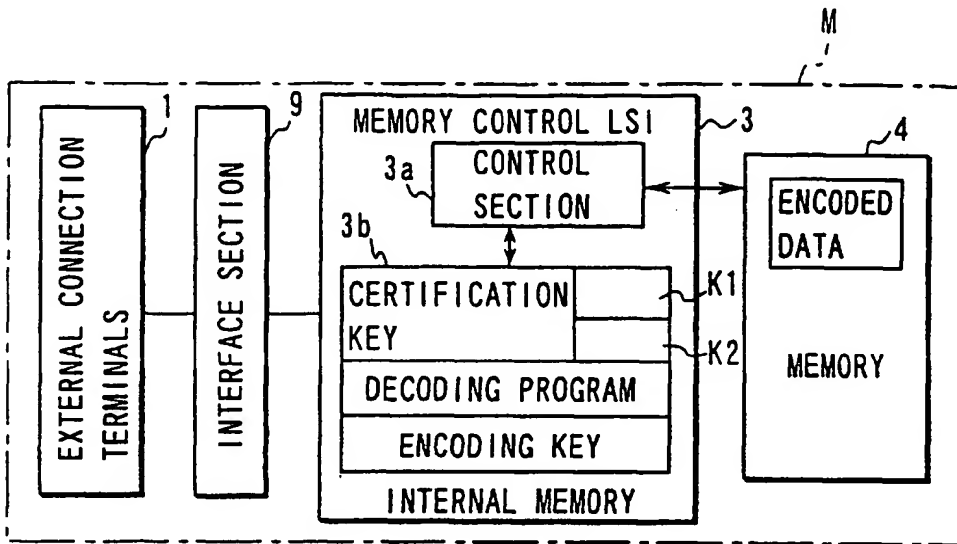 M
EXTERNAL CONNECTION
TERMINALS
1
INTERFACE SECTION
9
MEMORY CONTROL LSI
3
3a
CONTROL
SECTION
3b
CERTIFICATION
KEY
K1
K2
DECODING PROGRAM
ENCODING KEY
INTERNAL MEMORY
4
ENCODED
DATA
MEMORY